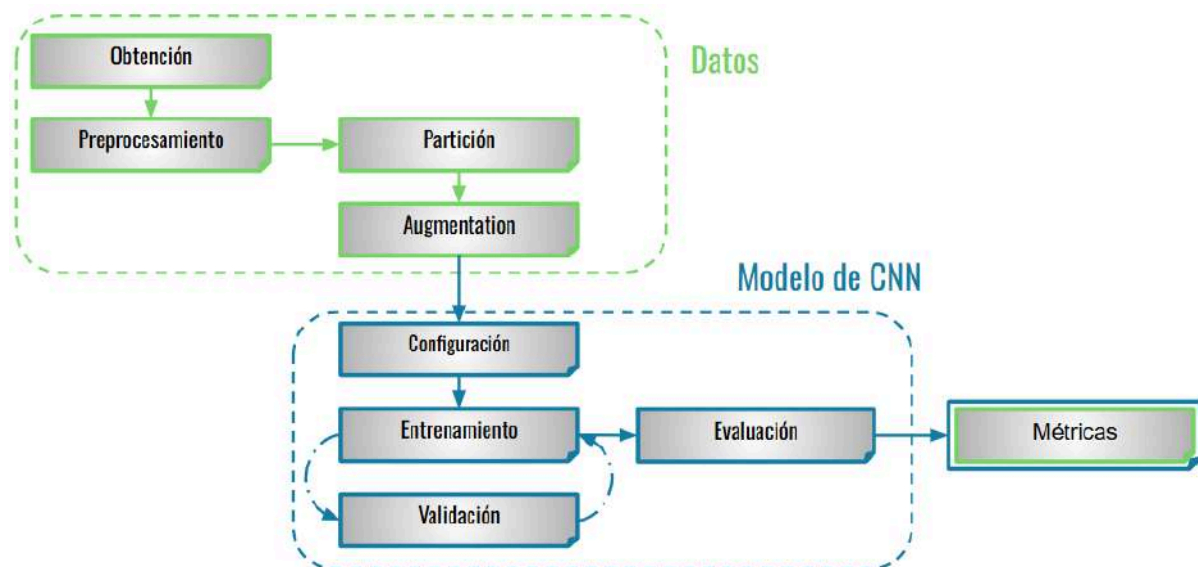 Obtención
Datos
Preprocesamiento
Partición
Augmentation
Modelo de CNN
Configuración
Entrenamiento
Evaluación
Métricas
Validación